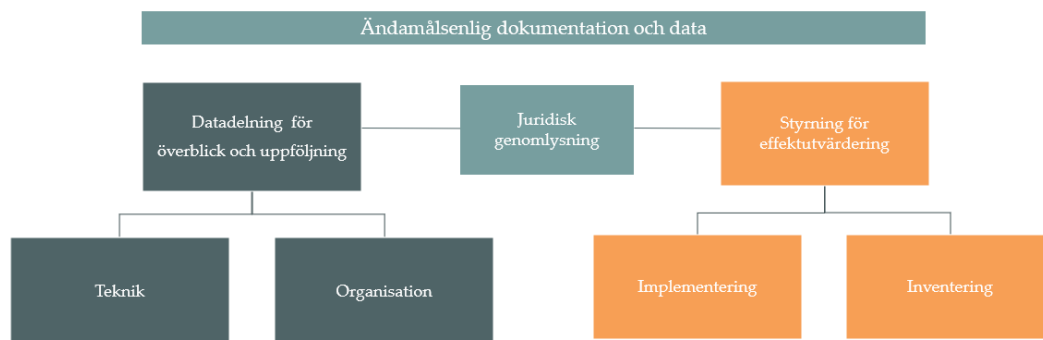 Ändamålsenlig dokumentation och data
Datadelning för
överblick och uppföljning
Juridisk
genomlysning
Styrning för
effektutvärdering
Teknik
Organisation
Implementering
Inventering